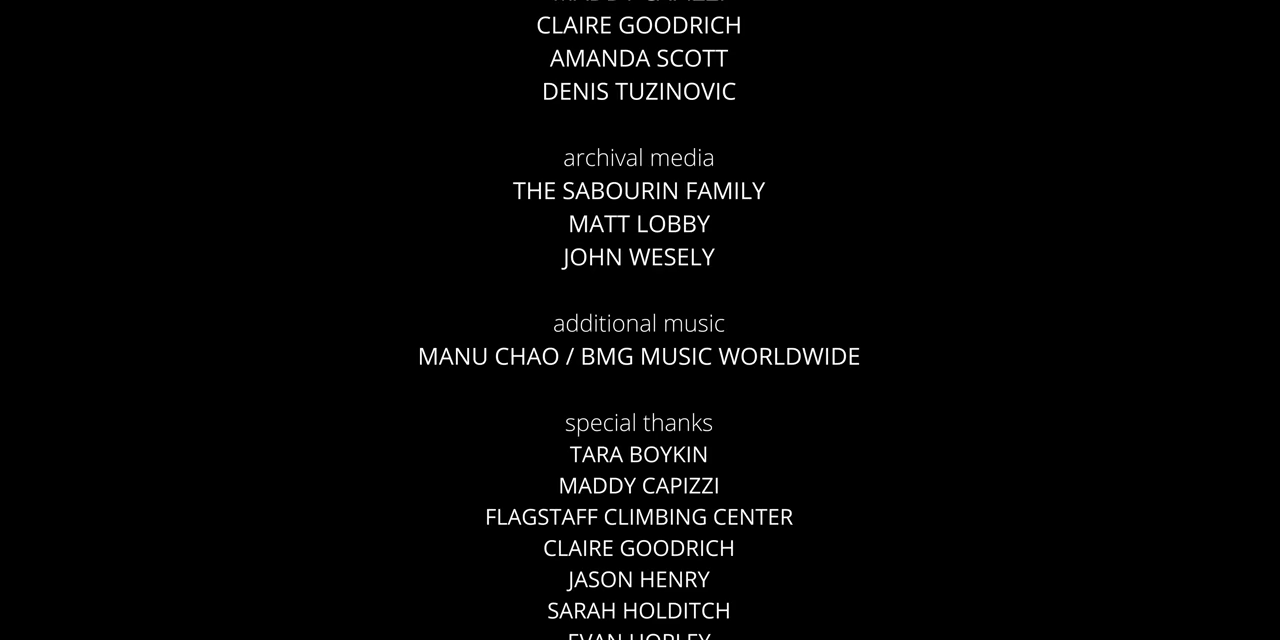 CLAIRE GOODRICH
AMANDA SCOTT
DENIS TUZINOVIC
archival media
THE SABOURIN FAMILY
MATT LOBBY
JOHN WESELY
additional music
MANU CHAO / BMG MUSIC WORLDWIDE
special thanks
TARA BOYKIN
MADDY CAPIZZI
FLAGSTAFF CLIMBING CENTER
CLAIRE GOODRICH
JASON HENRY
SARAH HOLDITCH
EVAN